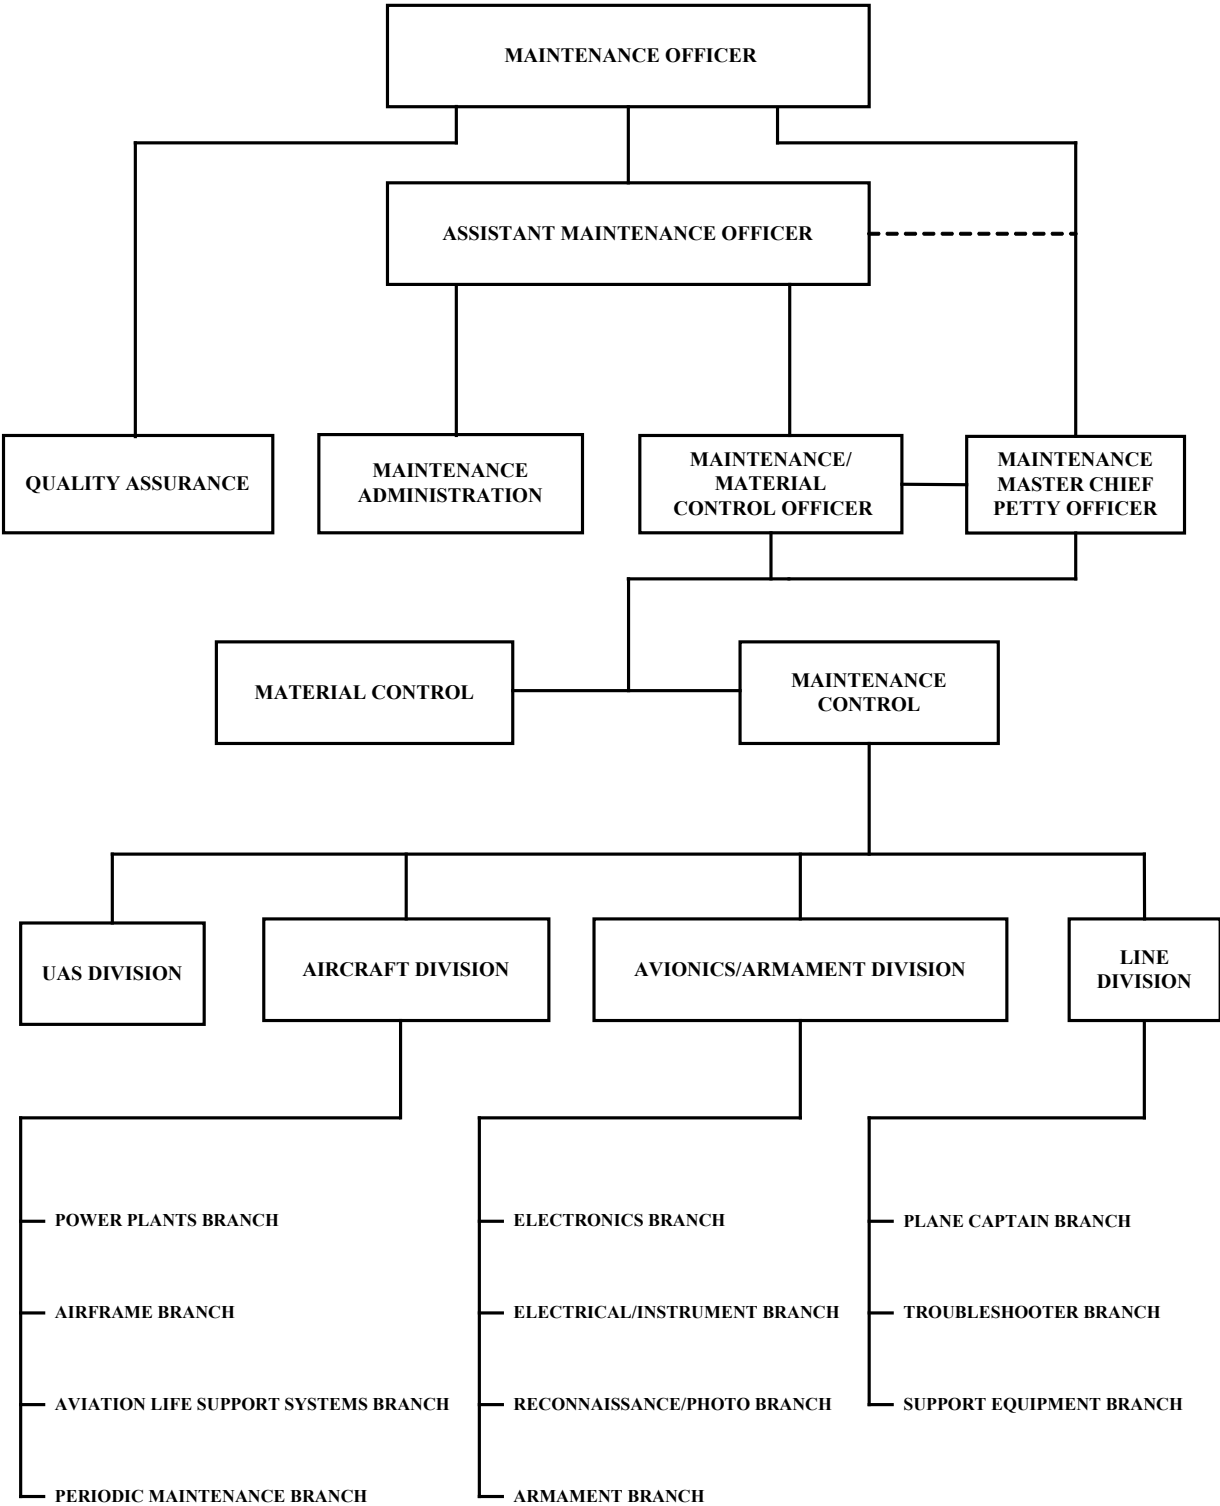 MAINTENANCE OFFICER
ASSISTANT MAINTENANCE OFFICER
QUALITY ASSURANCE
MAINTENANCE
ADMINISTRATION
MAINTENANCE/
MATERIAL
CONTROL OFFICER
MAINTENANCE
MASTER CHIEF
PETTY OFFICER
MATERIAL CONTROL
MAINTENANCE
CONTROL
UAS DIVISION
AIRCRAFT DIVISION
AVIONICS/ARMAMENT DIVISION
LINE
DIVISION
POWER PLANTS BRANCH
AIRFRAME BRANCH
AVIATION LIFE SUPPORT SYSTEMS BRANCH
PERIODIC MAINTENANCE BRANCH
ELECTRONICS BRANCH
ELECTRICAL/INSTRUMENT BRANCH
RECONNAISSANCE/PHOTO BRANCH
ARMAMENT BRANCH
PLANE CAPTAIN BRANCH
TROUBLESHOOTER BRANCH
SUPPORT EQUIPMENT BRANCH